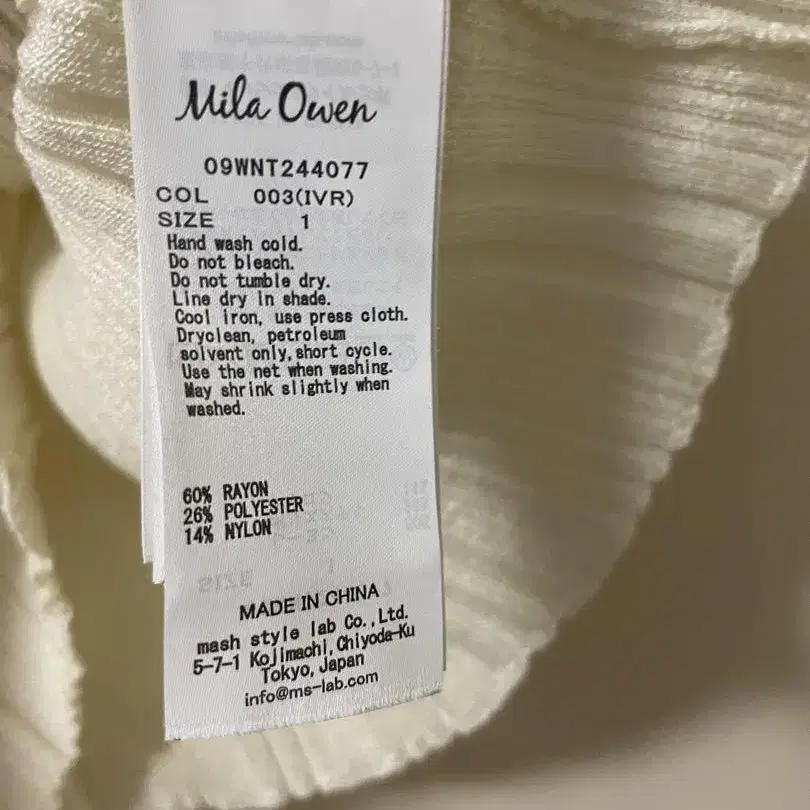 Mila Owen
09WNT244077
COL 003(IVR)
SIZE 1
Hand wash cold.
Do not bleach.
Do not tumble dry.
Line dry in shade.
Cool iron, use press cloth.
Dryclean, petroleum
solvent only, short cycle.
Use the net when washing.
May shrink slightly when
washed.
60% RAYON
26% POLYESTER
14% NYLON
MADE IN CHINA
mash style lab Co.,Ltd.
5-7-1 Kojimachi,Chiyoda-Ku
Tokyo,Japan
info@ms-lab.com